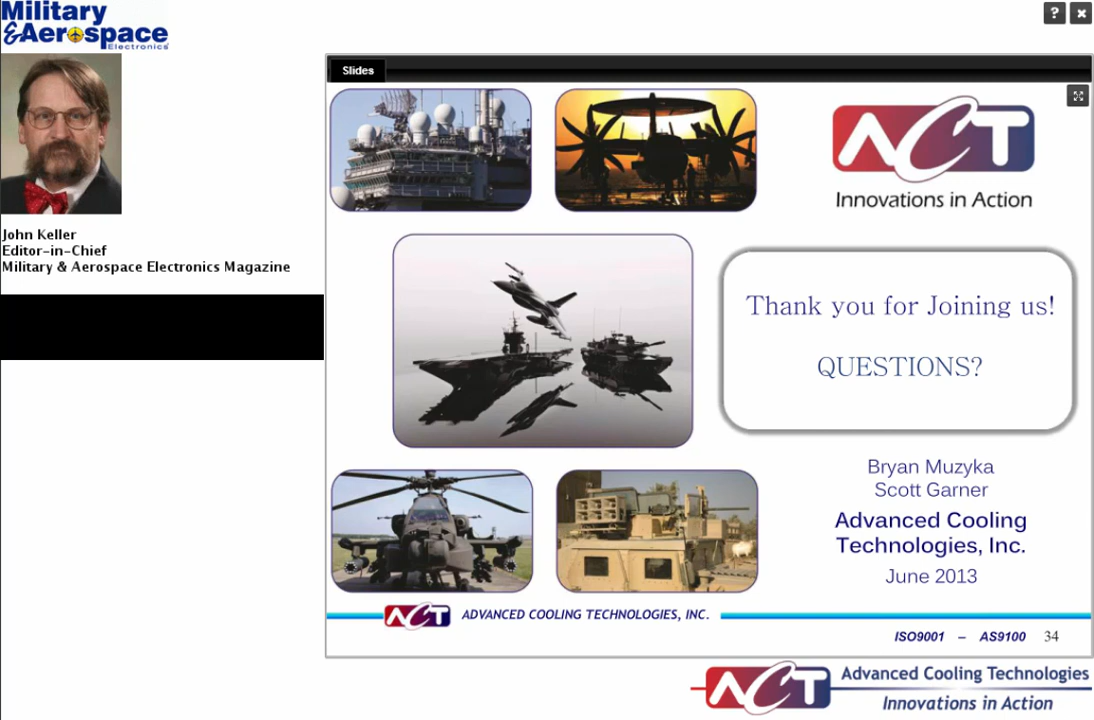 Military
&Aerospace
Electronics
?
Slides
John Keller
Editor-in-Chief
Military & Aerospace Electronics Magazine
ACT
Innovations in Action
Thank you for Joining us!
QUESTIONS?
Bryan Muzyka
Scott Garner
Advanced Cooling
Technologies, Inc.
June 2013
ACT
ADVANCED COOLING TECHNOLOGIES, INC.
ISO9001 – AS9100 34
ACT
Advanced Cooling Technologies
Innovations in Action